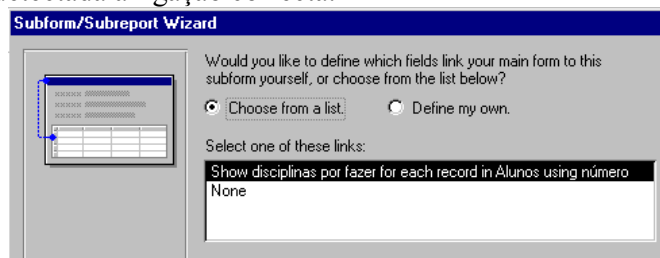 Subform/Subreport Wizard
Would you like to define which fields link your main form to this
subform yourself, or choose from the list below?
Choose from a list. Define my own.
Select one of these links:
Show disciplinas por fazer for each record in Alunos using número
None